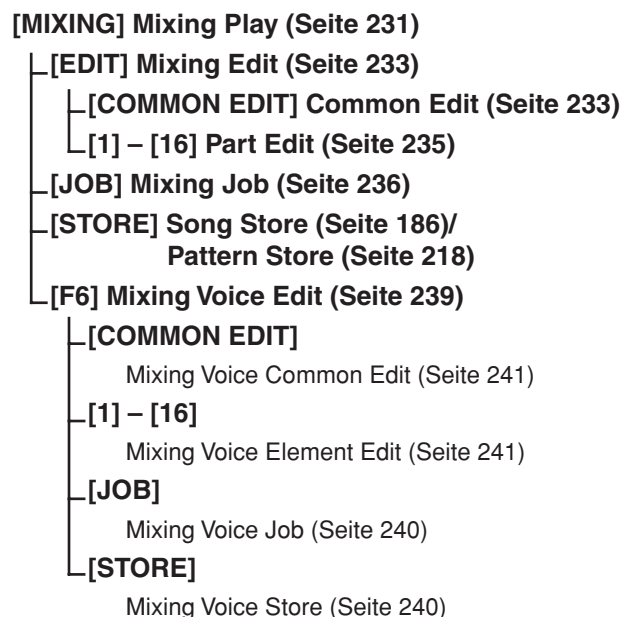 [MIXING] Mixing Play (Seite 231)
[EDIT] Mixing Edit (Seite 233)
[COMMON EDIT] Common Edit (Seite 233)
[1] – [16] Part Edit (Seite 235)
[JOB] Mixing Job (Seite 236)
[STORE] Song Store (Seite 186)/
Pattern Store (Seite 218)
[F6] Mixing Voice Edit (Seite 239)
[COMMON EDIT]
Mixing Voice Common Edit (Seite 241)
[1] – [16]
Mixing Voice Element Edit (Seite 241)
[JOB]
Mixing Voice Job (Seite 240)
[STORE]
Mixing Voice Store (Seite 240)